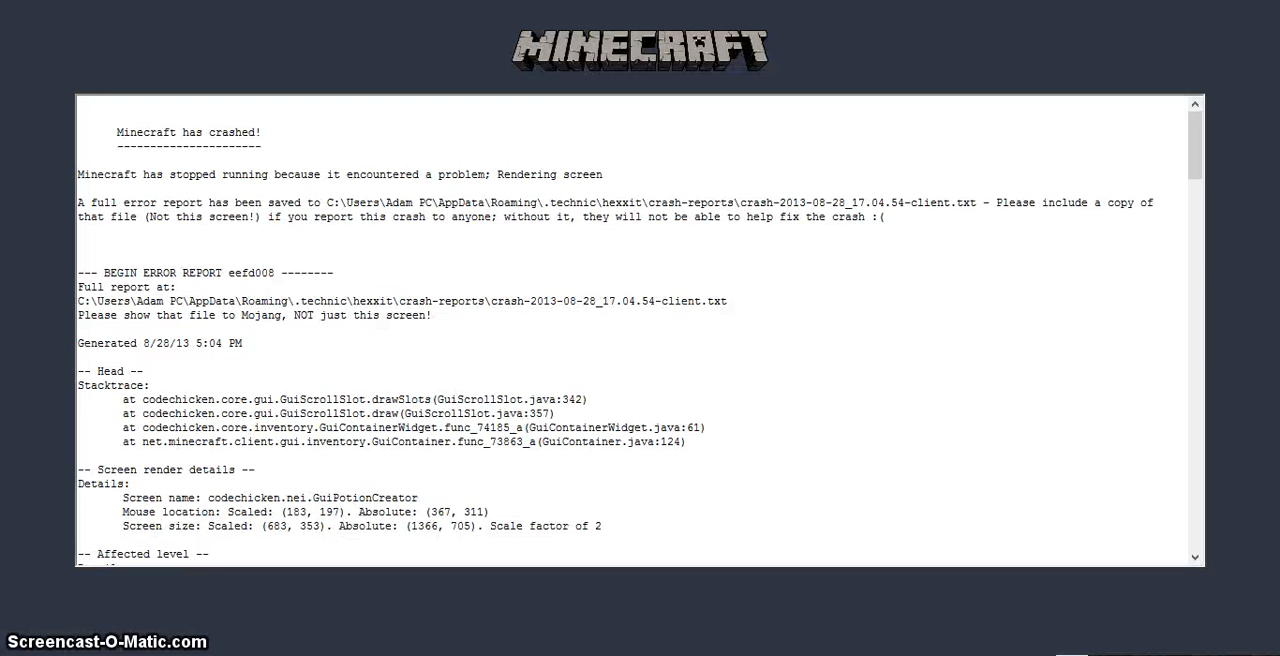 MINECRAFT
Minecraft has crashed!
----------------------
Minecraft has stopped running because it encountered a problem; Rendering screen
A full error report has been saved to C:\Users\Adam PC\AppData\Roaming\.technic\hexxit\crash-reports\crash-2013-08-28_17.04.54-client.txt - Please include a copy of
that file (Not this screen!) if you report this crash to anyone; without it, they will not be able to help fix the crash :(
--- BEGIN ERROR REPORT eefd008 --------
Full report at:
C:\Users\Adam PC\AppData\Roaming\.technic\hexxit\crash-reports\crash-2013-08-28_17.04.54-client.txt
Please show that file to Mojang, NOT just this screen!
Generated 8/28/13 5:04 PM
-- Head --
Stacktrace:
at codechicken.core.gui.GuiScrollSlot.drawSlots(GuiScrollSlot.java:342)
at codechicken.core.gui.GuiScrollSlot.draw(GuiScrollSlot.java:357)
at codechicken.core.inventory.GuiContainerWidget.func_74185_a(GuiContainerWidget.java:61)
at net.minecraft.client.gui.inventory.GuiContainer.func_73863_a(GuiContainer.java:124)
-- Screen render details --
Details:
Screen name: codechicken.nei.GuiPotionCreator
Mouse location: Scaled: (183, 197). Absolute: (367, 311)
Screen size: Scaled: (683, 353). Absolute: (1366, 705). Scale factor of 2
-- Affected level --
Screencast-O-Matic.com